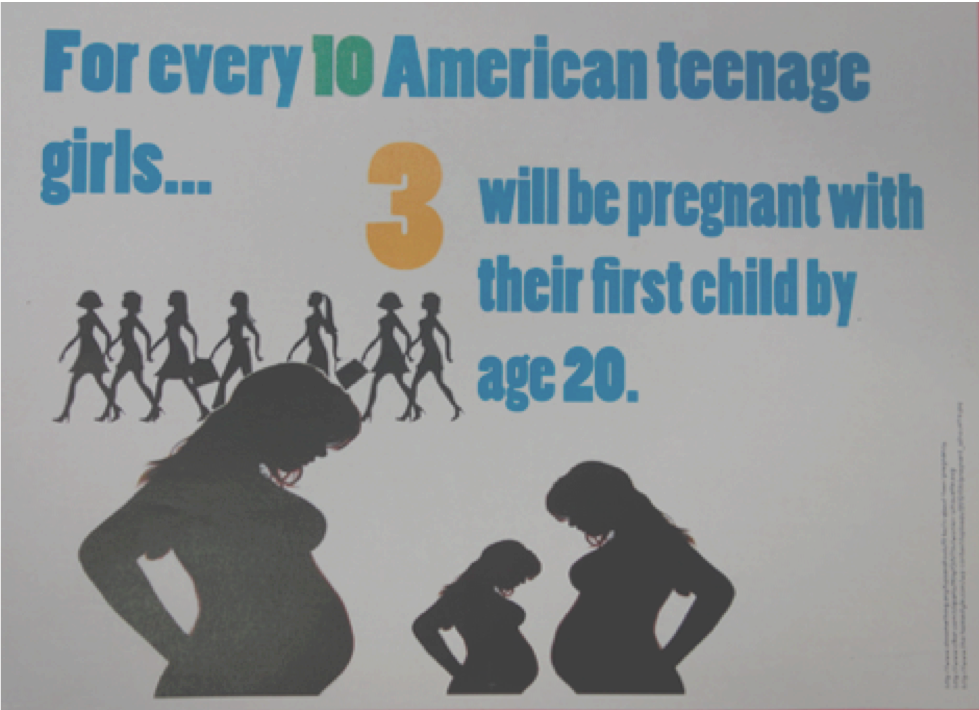 For every 10 American teenage
girls...
3 will be pregnant with
their first child by
age 20.